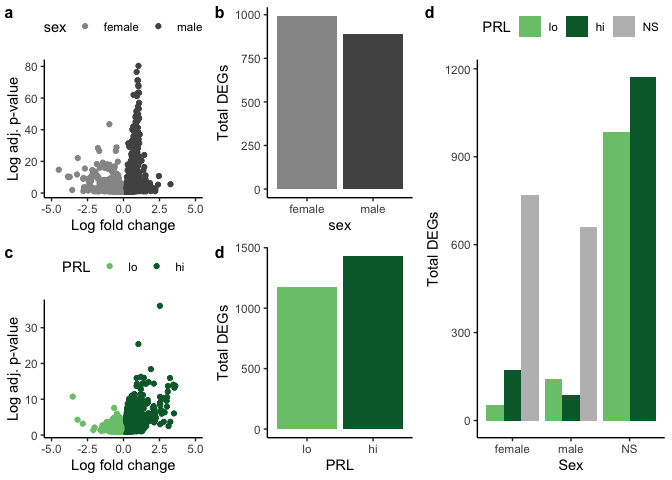 a
sex female male
Log adj. p-value
80
60
40
20
0
-5.0 -2.5 0.0 2.5 5.0
Log fold change
b
Total DEGs
1000
750
500
250
0
female male
sex
c
PRL lo hi
Log adj. p-value
30
20
10
0
-5.0 -2.5 0.0 2.5 5.0
Log fold change
d
Total DEGs
1500
1000
500
0
lo hi
PRL
d
PRL lo hi NS
Total DEGs
1200
900
600
300
0
female male NS
Sex